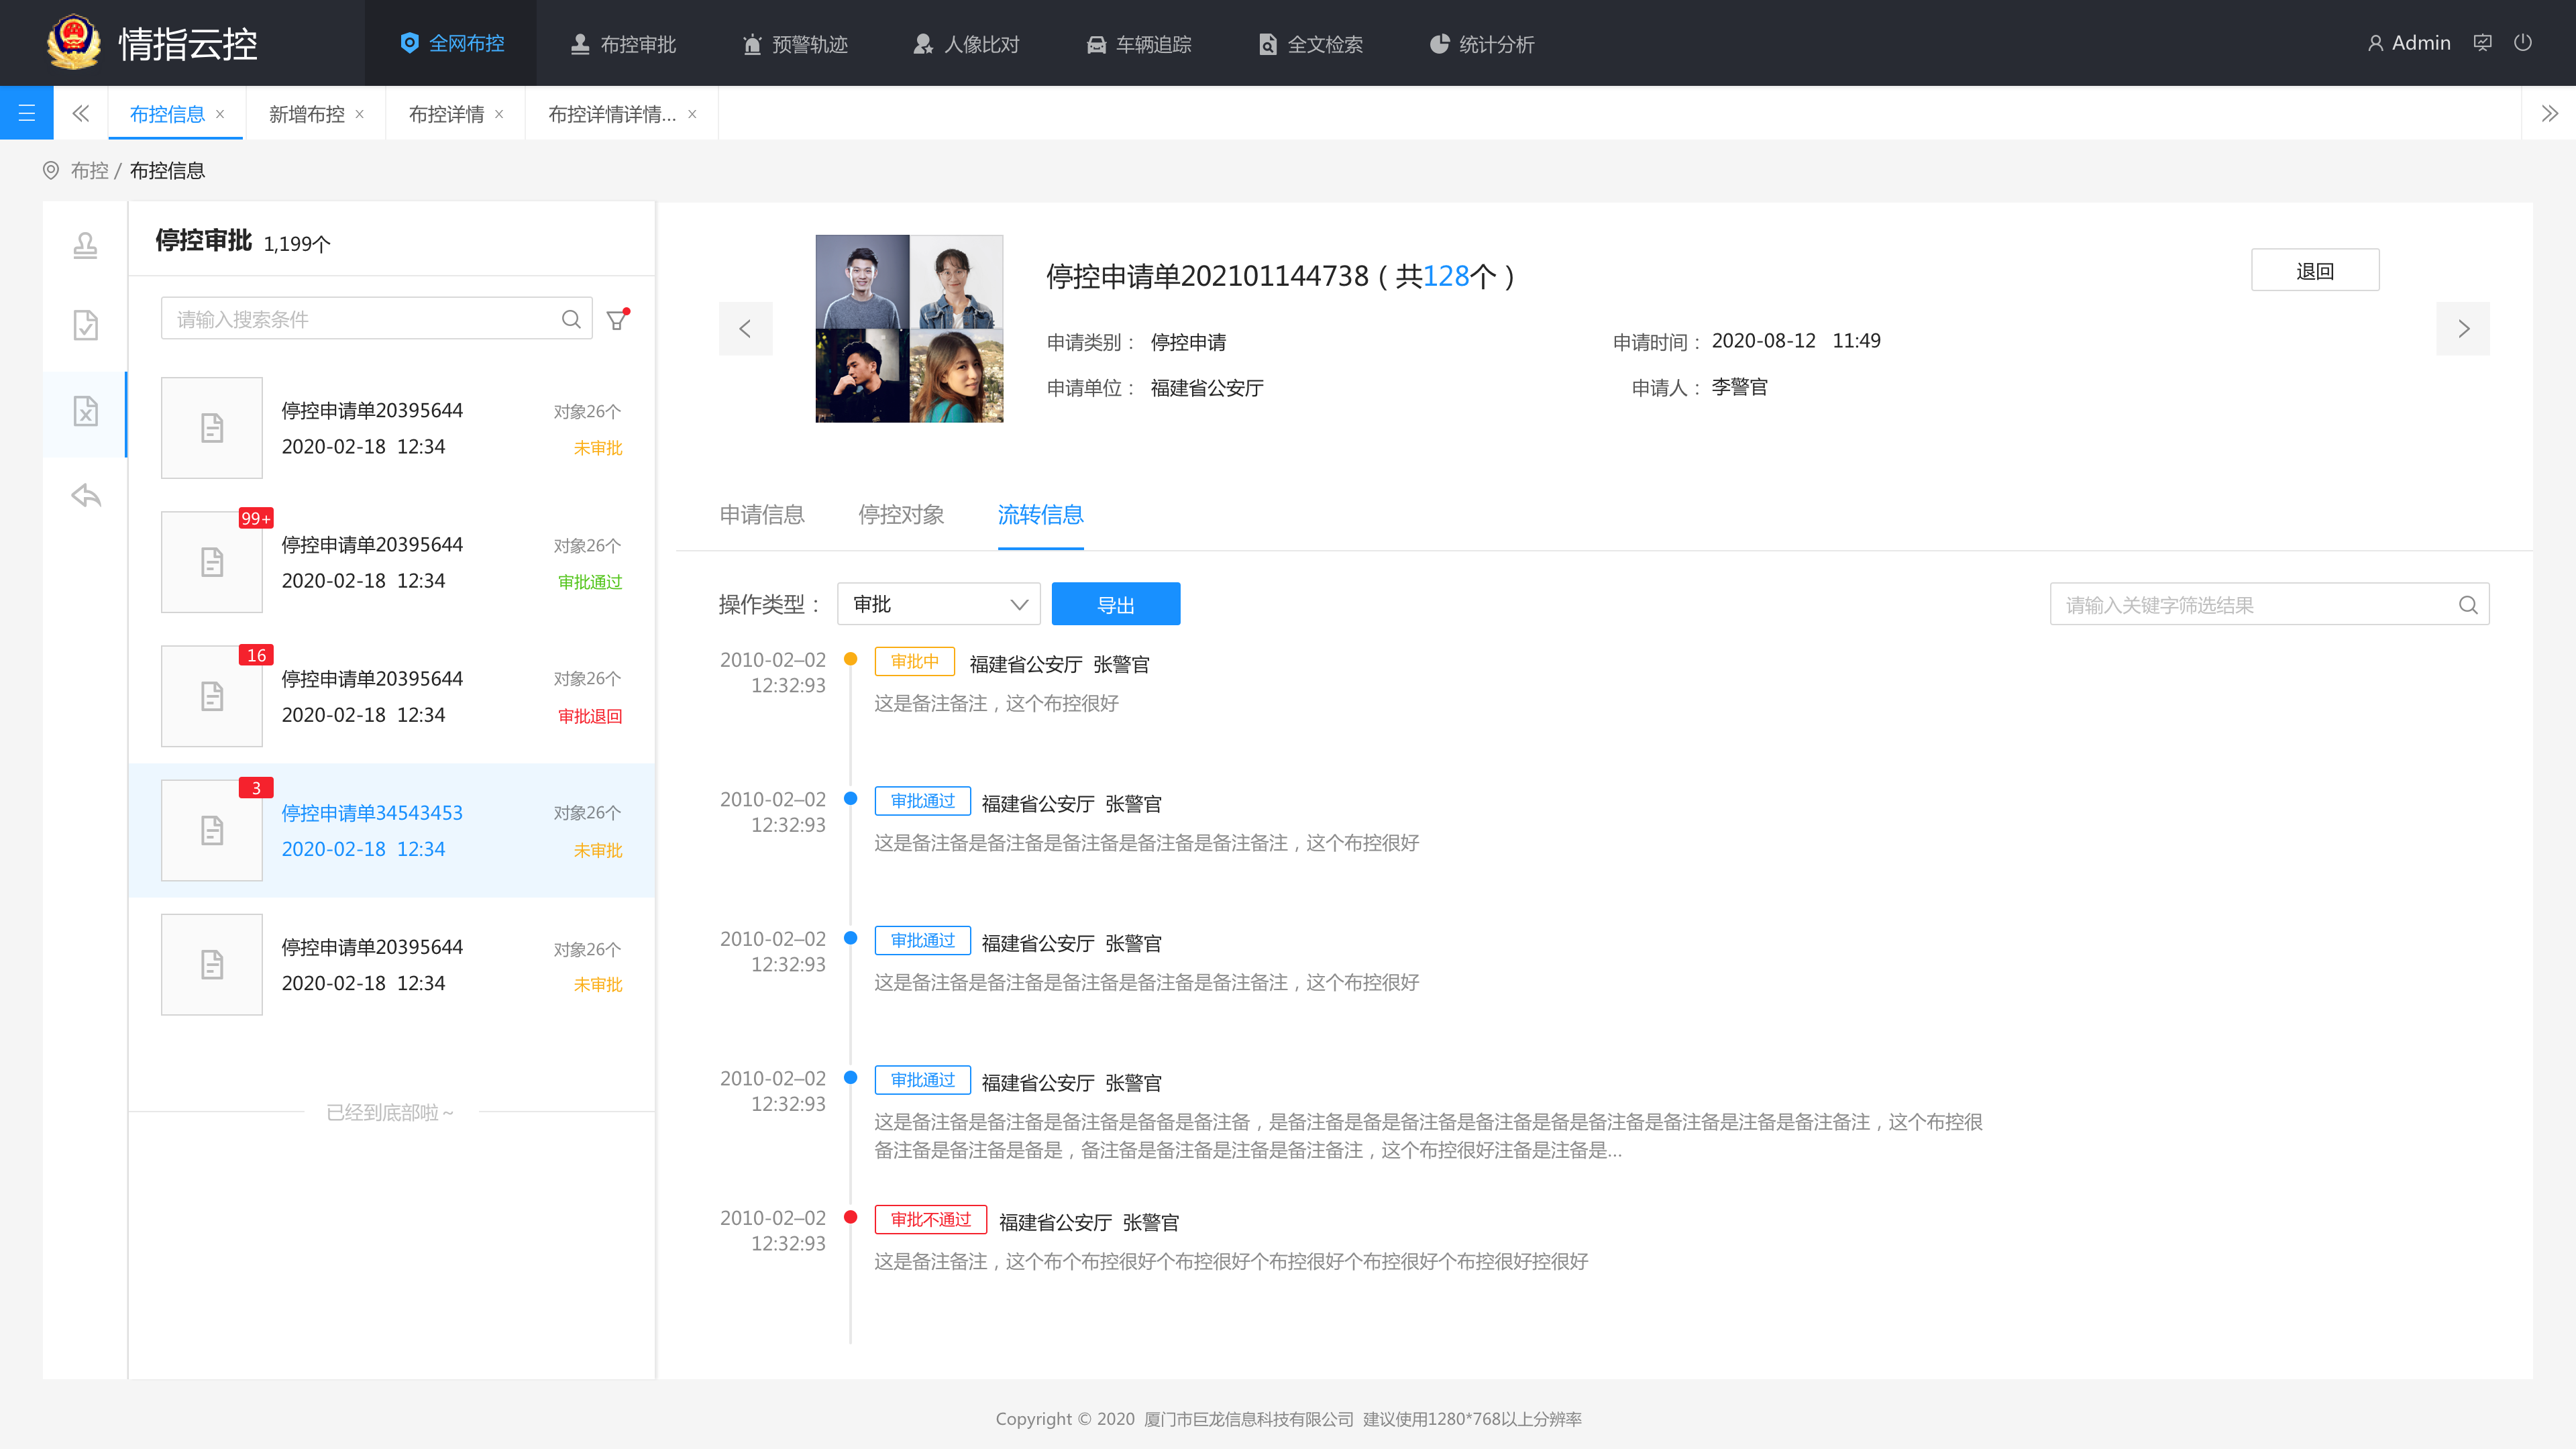 情指云控
全网布控
布控审批
预警轨迹
人像比对
车辆追踪
全文检索
统计分析
Admin
布控信息 ×
新增布控 ×
布控详情 ×
布控详情详情... ×
布控 / 布控信息
停控审批 1,199个
请输入搜索条件
停控申请单20395644 对象26个
2020-02-18 12:34 未审批
99+
停控申请单20395644 对象26个
2020-02-18 12:34 审批通过
16
停控申请单20395644 对象26个
2020-02-18 12:34 审批退回
3
停控申请单34543453 对象26个
2020-02-18 12:34 未审批
停控申请单20395644 对象26个
2020-02-18 12:34 未审批
已经到底部啦~
停控申请单202101144738（共128个）
退回
申请类别： 停控申请 申请时间： 2020-08-12 11:49
申请单位： 福建省公安厅 申请人： 李警官
申请信息 停控对象 流转信息
操作类型： 审批 导出 请输入关键字筛选结果
2010-02–02 审批中 福建省公安厅 张警官
12:32:93
这是备注备注，这个布控很好
2010-02–02 审批通过 福建省公安厅 张警官
12:32:93
这是备注备是备注备是备注备是备注备是备注备注，这个布控很好
2010-02–02 审批通过 福建省公安厅 张警官
12:32:93
这是备注备是备注备是备注备是备注备是备注备注，这个布控很好
2010-02–02 审批通过 福建省公安厅 张警官
12:32:93
这是备注备是备注备是备注备是备备是备注备，是备注备是备是备注备是备注备是备是备注备是备注备是注备是备注备注，这个布控很
备注备是备注备是备是，备注备是备注备是注备是备注备注，这个布控很好注备是注备是...
2010-02–02 审批不通过 福建省公安厅 张警官
12:32:93
这是备注备注，这个布个布控很好个布控很好个布控很好个布控很好个布控很好控很好
Copyright © 2020 厦门市巨龙信息科技有限公司 建议使用1280*768以上分辨率